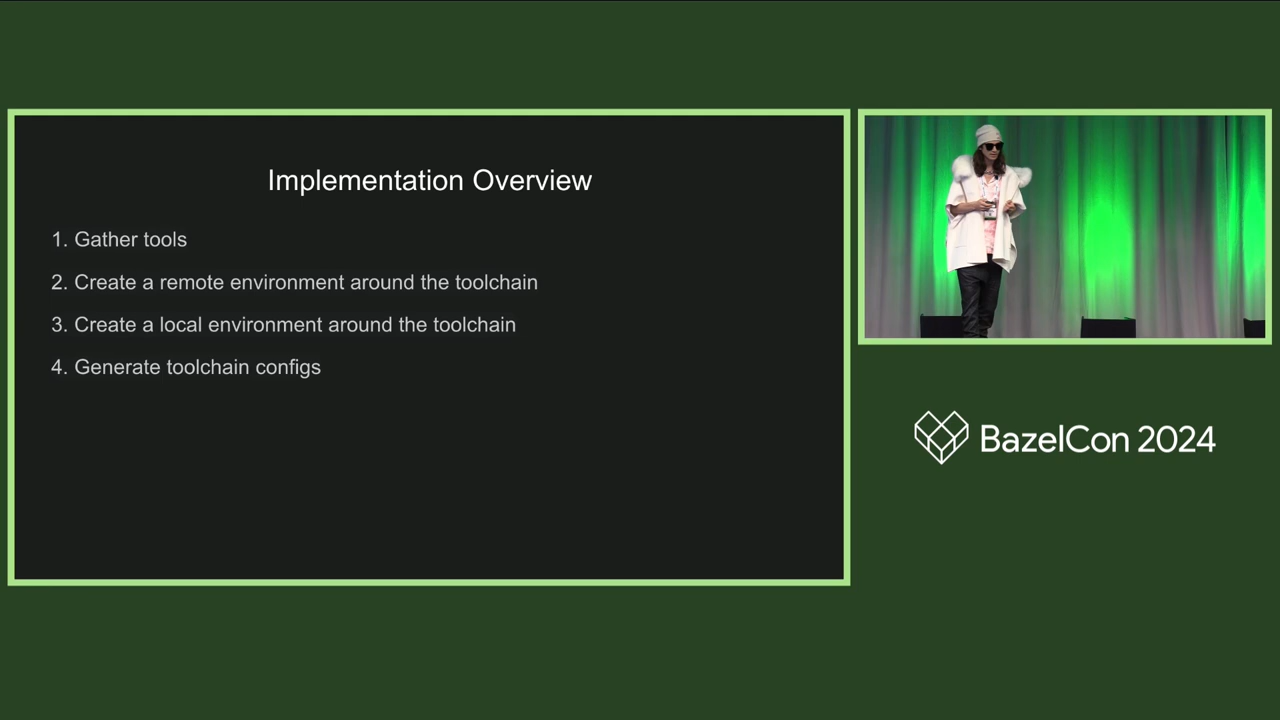 Implementation Overview
1. Gather tools
2. Create a remote environment around the toolchain
3. Create a local environment around the toolchain
4. Generate toolchain configs
BazelCon 2024